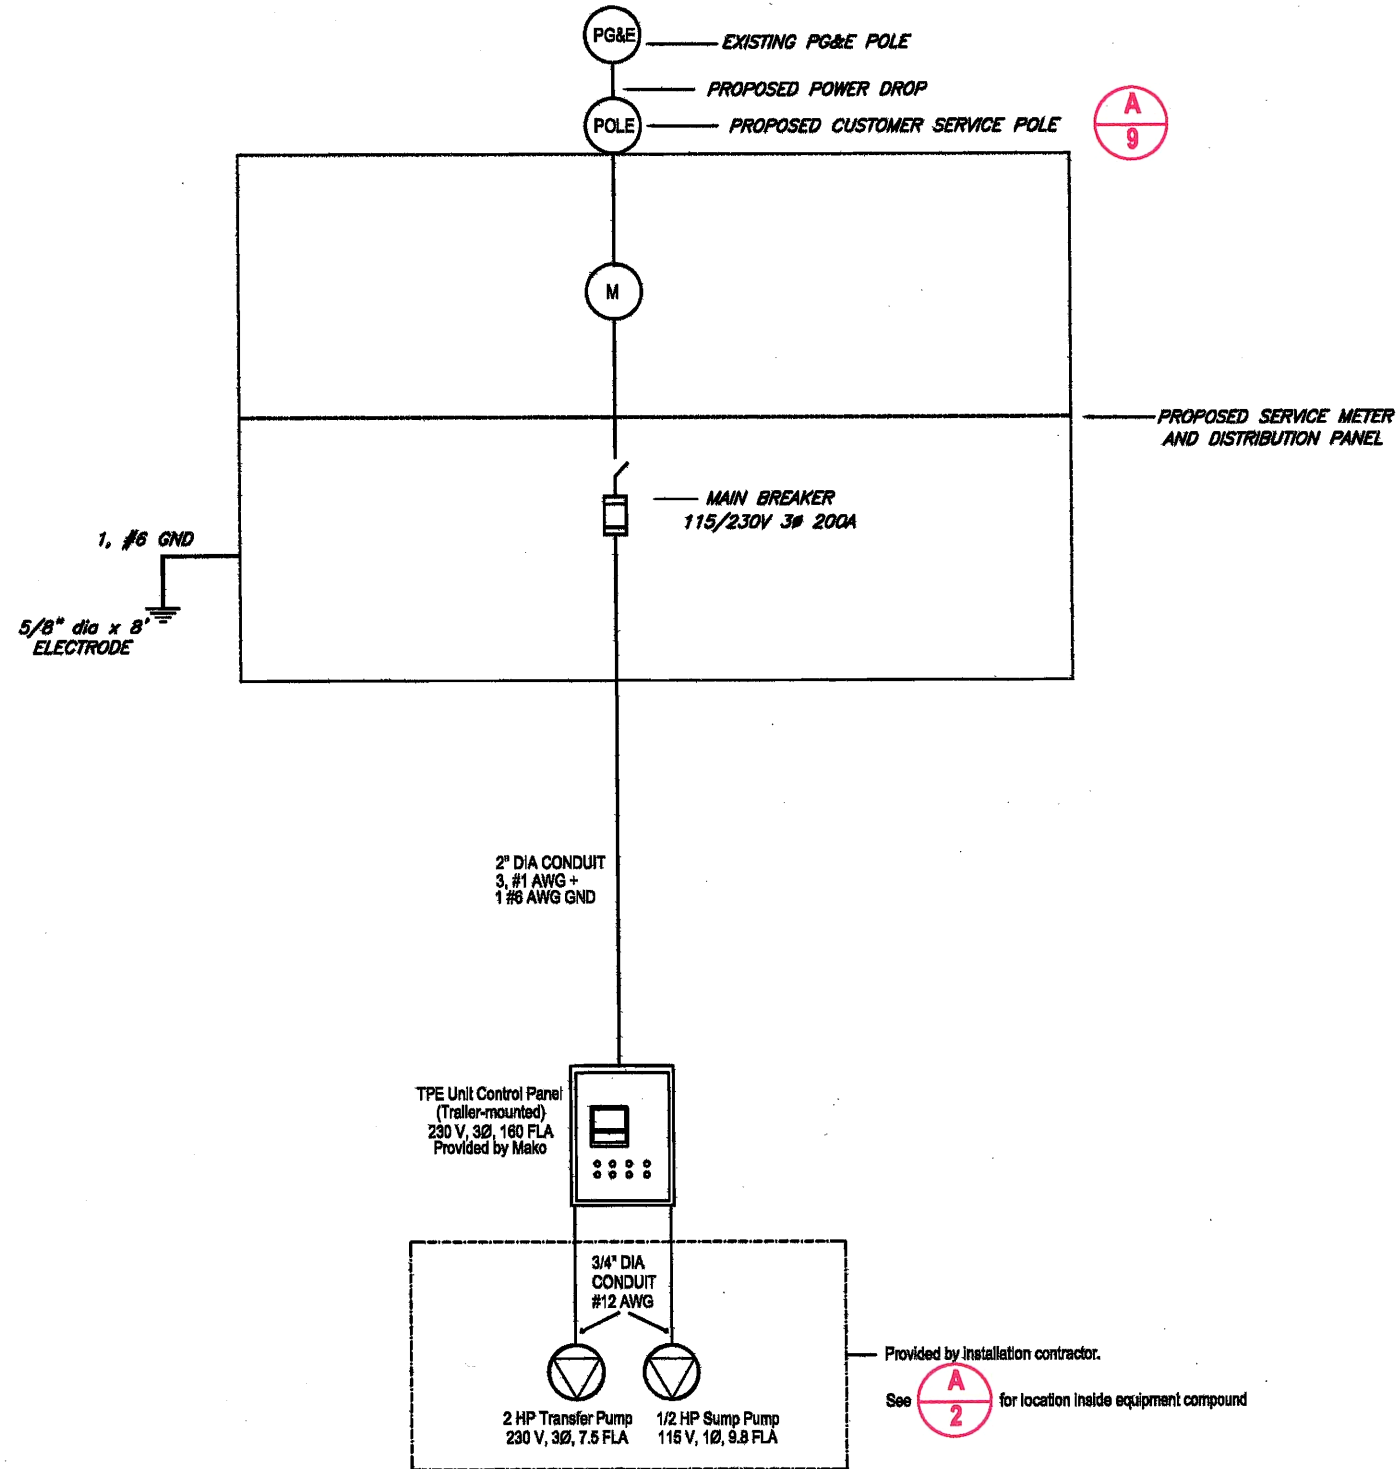 PG&E
EXISTING PG&E POLE
PROPOSED POWER DROP
POLE
PROPOSED CUSTOMER SERVICE POLE
A
9
M
PROPOSED SERVICE METER
AND DISTRIBUTION PANEL
MAIN BREAKER
115/230V 3Ø 200A
1, #6 GND
5/8" dia x 8'
ELECTRODE
2" DIA CONDUIT
3, #1 AWG +
1 #6 AWG GND
TPE Unit Control Panel
(Trailer-mounted)
230 V, 3Ø, 160 FLA
Provided by Mako
3/4" DIA
CONDUIT
#12 AWG
2 HP Transfer Pump
230 V, 3Ø, 7.5 FLA
1/2 HP Sump Pump
115 V, 1Ø, 9.8 FLA
Provided by installation contractor.
See A for location inside equipment compound
2